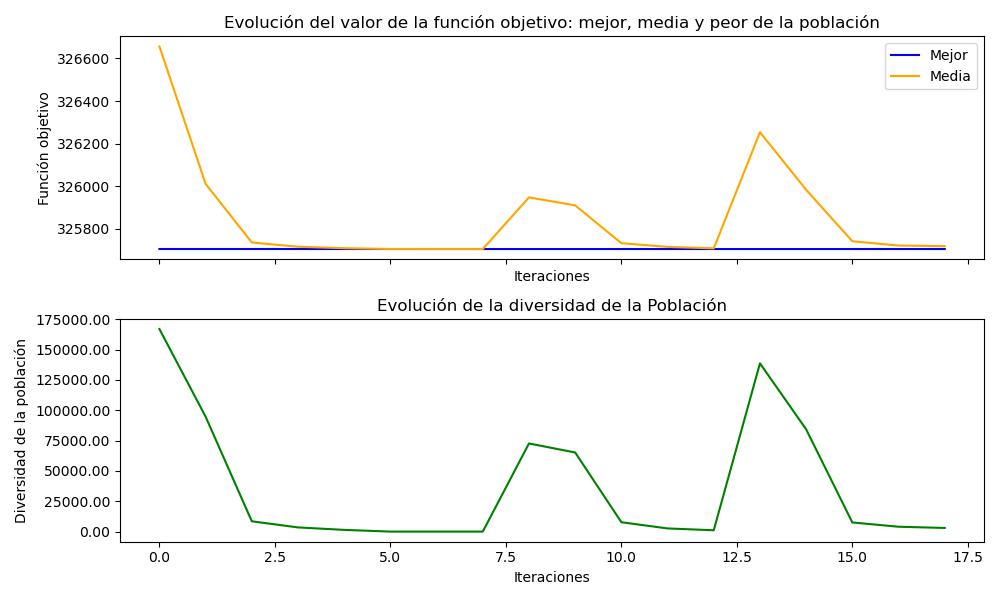 Evolución del valor de la función objetivo: mejor, media y peor de la población
326600
326400
326200
326000
325800
Función objetivo
Mejor
Media
Iteraciones
Evolución de la diversidad de la Población
175000.00
150000.00
125000.00
100000.00
75000.00
50000.00
25000.00
0.00
Diversidad de la población
0.0 2.5 5.0 7.5 10.0 12.5 15.0 17.5
Iteraciones